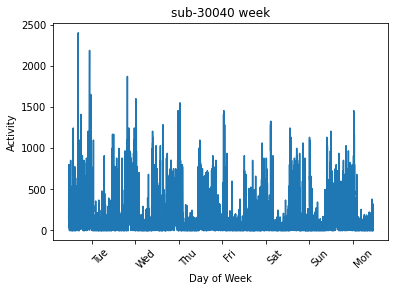 sub-30040 week
2500
2000
1500
1000
500
0
Activity
Tue
Wed
Thu
Fri
Sat
Sun
Mon
Day of Week